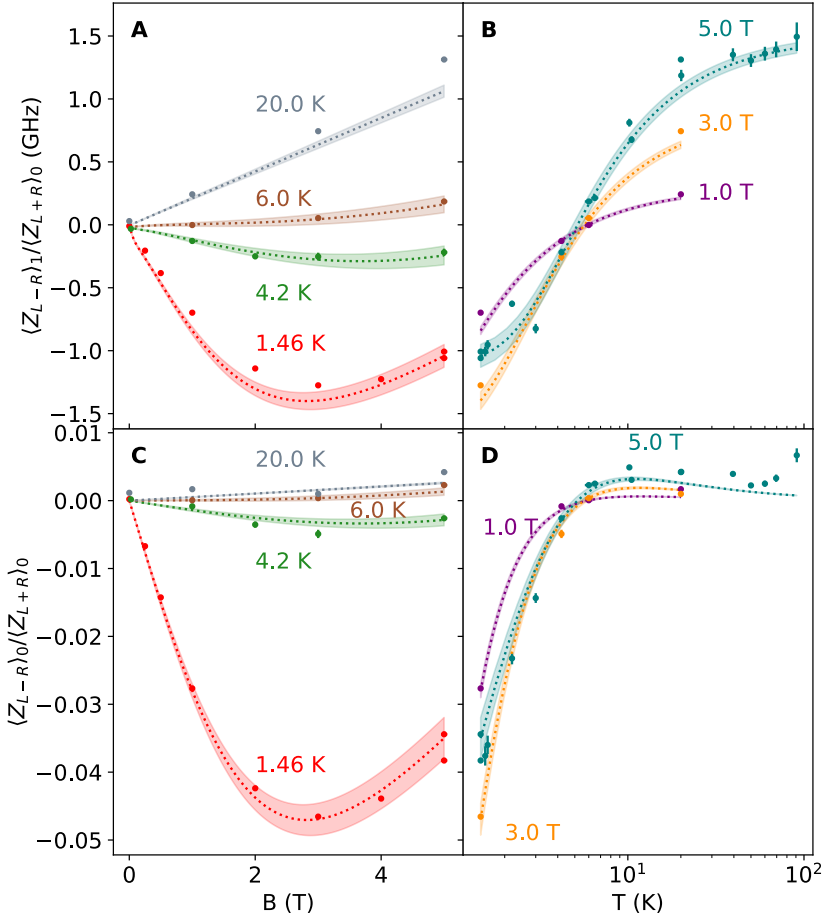 A
B
1.5
1.0
0.5
0.0
−0.5
−1.0
−1.5
⟨Z_{L−R}⟩_1/⟨Z_{L+R}⟩_0 (GHz)
20.0 K
6.0 K
4.2 K
1.46 K
5.0 T
3.0 T
1.0 T
C
D
0.01
0.00
−0.01
−0.02
−0.03
−0.04
−0.05
⟨Z_{L−R}⟩_0/⟨Z_{L+R}⟩_0
20.0 K
6.0 K
4.2 K
1.46 K
5.0 T
1.0 T
3.0 T
0 2 4
B (T)
10^1 10^2
T (K)